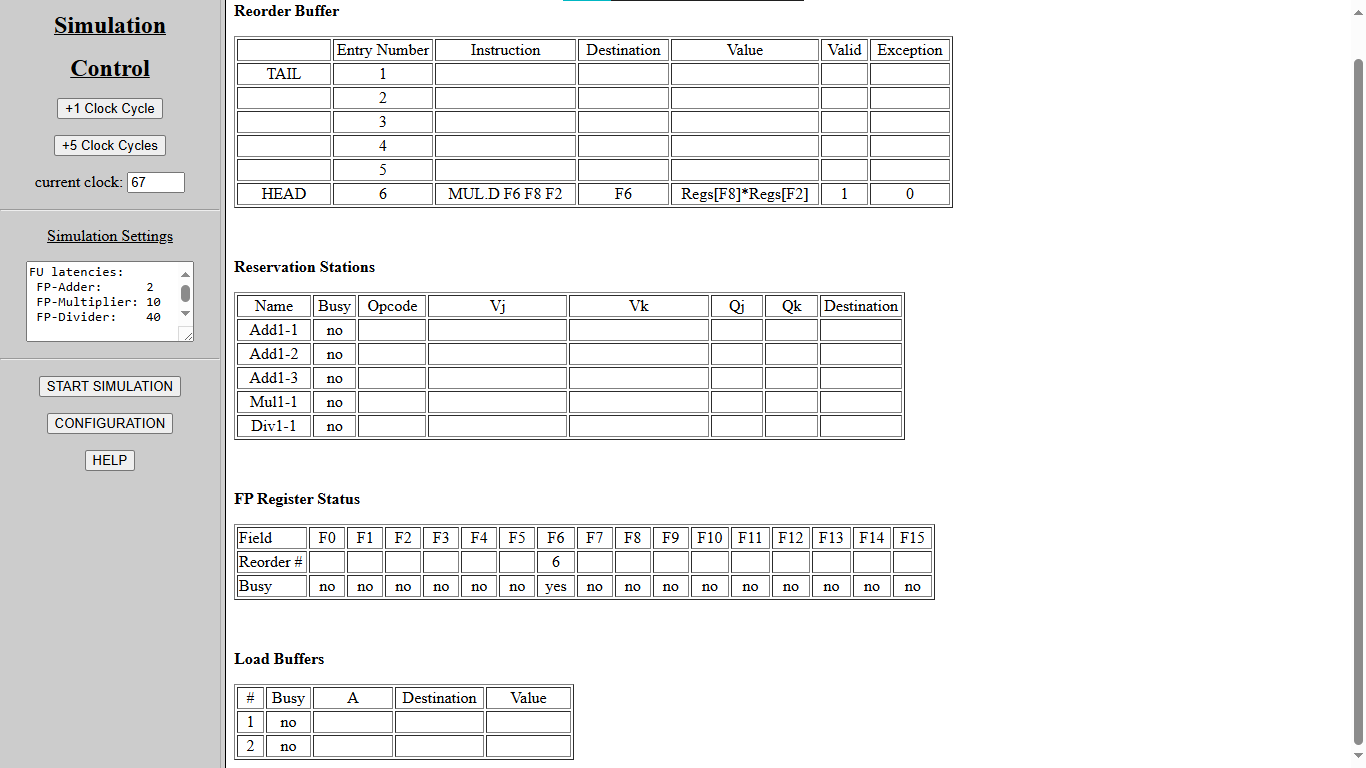 Simulation
Control
+1 Clock Cycle
+5 Clock Cycles
current clock: 67
Simulation Settings
FU latencies:
FP-Adder: 2
FP-Multiplier: 10
FP-Divider: 40
START SIMULATION
CONFIGURATION
HELP
Reorder Buffer
Entry Number Instruction Destination Value Valid Exception
TAIL 1
2
3
4
5
HEAD 6 MUL.D F6 F8 F2 F6 Regs[F8]*Regs[F2] 1 0
Reservation Stations
Name Busy Opcode Vj Vk Qj Qk Destination
Add1-1 no
Add1-2 no
Add1-3 no
Mul1-1 no
Div1-1 no
FP Register Status
Field F0 F1 F2 F3 F4 F5 F6 F7 F8 F9 F10 F11 F12 F13 F14 F15
Reorder # 6
Busy no no no no no no yes no no no no no no no no no
Load Buffers
# Busy A Destination Value
1 no
2 no